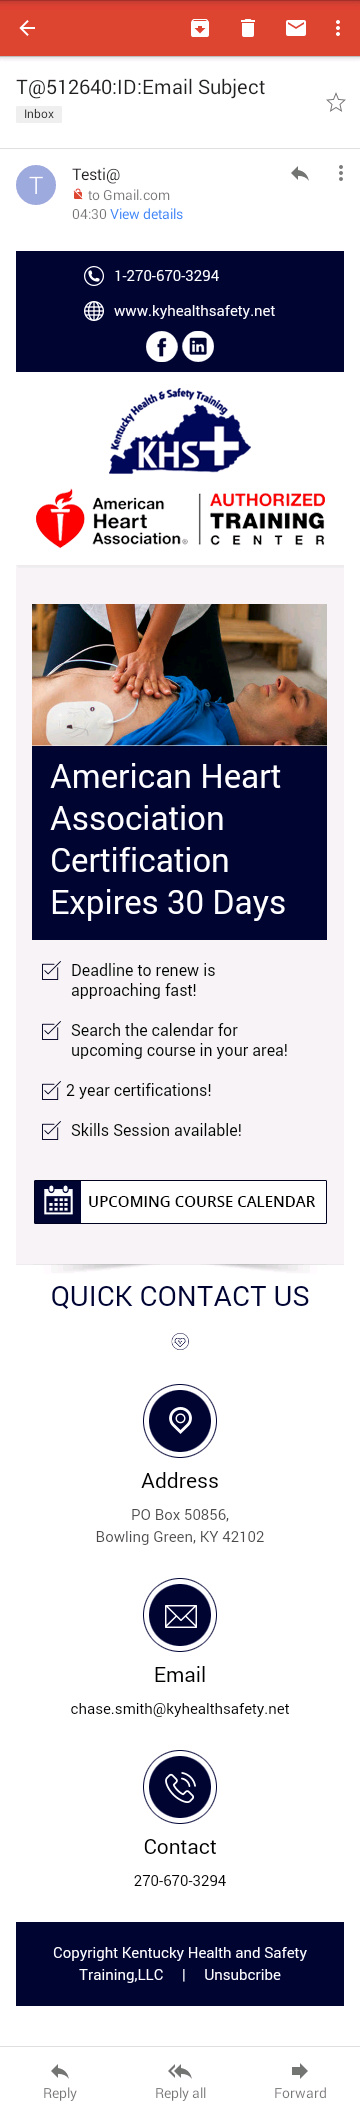 T@512640:ID:Email Subject
Inbox
T
Testi@
to Gmail.com
04:30 View details
1-270-670-3294
www.kyhealthsafety.net
f in
Kentucky Health & Safety Training
KHS
American
Heart
Association®
AUTHORIZED
TRAINING
CENTER
American Heart
Association
Certification
Expires 30 Days
Deadline to renew is
approaching fast!
Search the calendar for
upcoming course in your area!
2 year certifications!
Skills Session available!
UPCOMING COURSE CALENDAR
QUICK CONTACT US
Address
PO Box 50856,
Bowling Green, KY 42102
Email
chase.smith@kyhealthsafety.net
Contact
270-670-3294
Copyright Kentucky Health and Safety
Training,LLC | Unsubcribe
Reply Reply all Forward